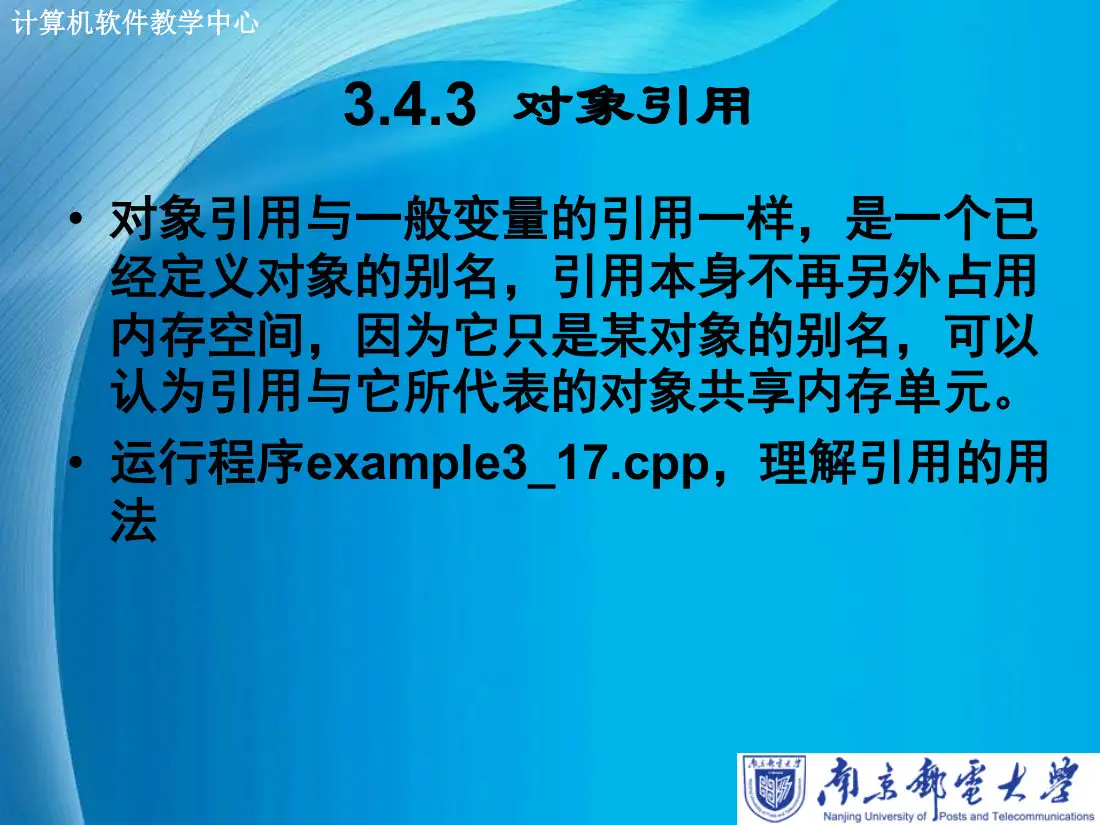 计算机软件教学中心
3.4.3 对象引用
• 对象引用与一般变量的引用一样，是一个已
经定义对象的别名，引用本身不再另外占用
内存空间，因为它只是某对象的别名，可以
认为引用与它所代表的对象共享内存单元。
• 运行程序example3_17.cpp，理解引用的用
法
南京邮电大学
南京郵電大學
Nanjing University of Posts and Telecommunications